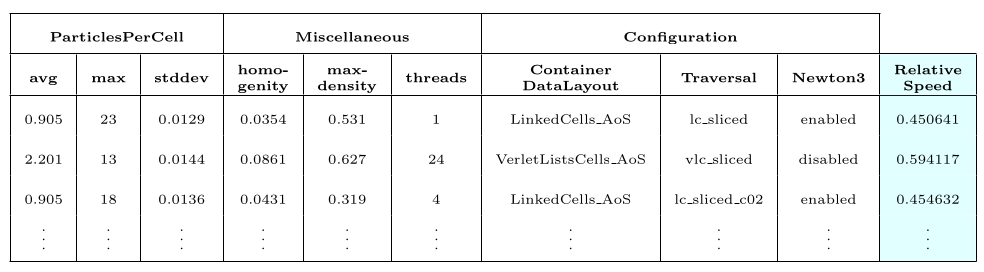 ParticlesPerCell Miscellaneous Configuration
avg max stddev homo-genity max-density threads Container DataLayout Traversal Newton3 Relative Speed
0.905 23 0.0129 0.0354 0.531 1 LinkedCells_AoS lc_sliced enabled 0.450641
2.201 13 0.0144 0.0861 0.627 24 VerletListsCells_AoS vlc_sliced disabled 0.594117
0.905 18 0.0136 0.0431 0.319 4 LinkedCells_AoS lc_sliced_c02 enabled 0.454632
⋮ ⋮ ⋮ ⋮ ⋮ ⋮ ⋮ ⋮ ⋮ ⋮